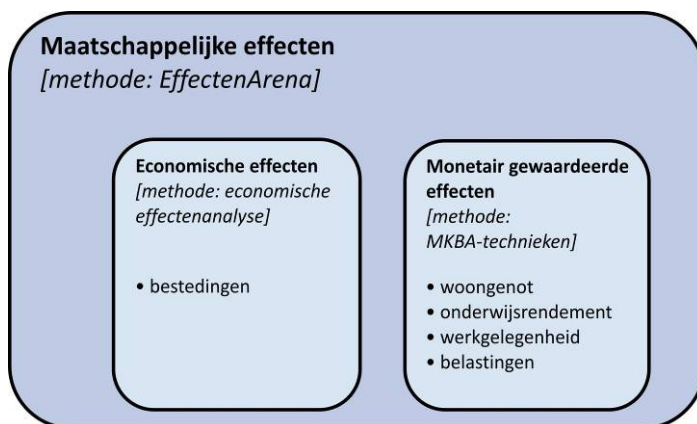 Maatschappelijke effecten
[methode: EffectenArena]
Economische effecten
[methode: economische
effectenanalyse]
• bestedingen
Monetair gewaardeerde
effecten
[methode:
MKBA-technieken]
• woongenot
• onderwijsrendement
• werkgelegenheid
• belastingen